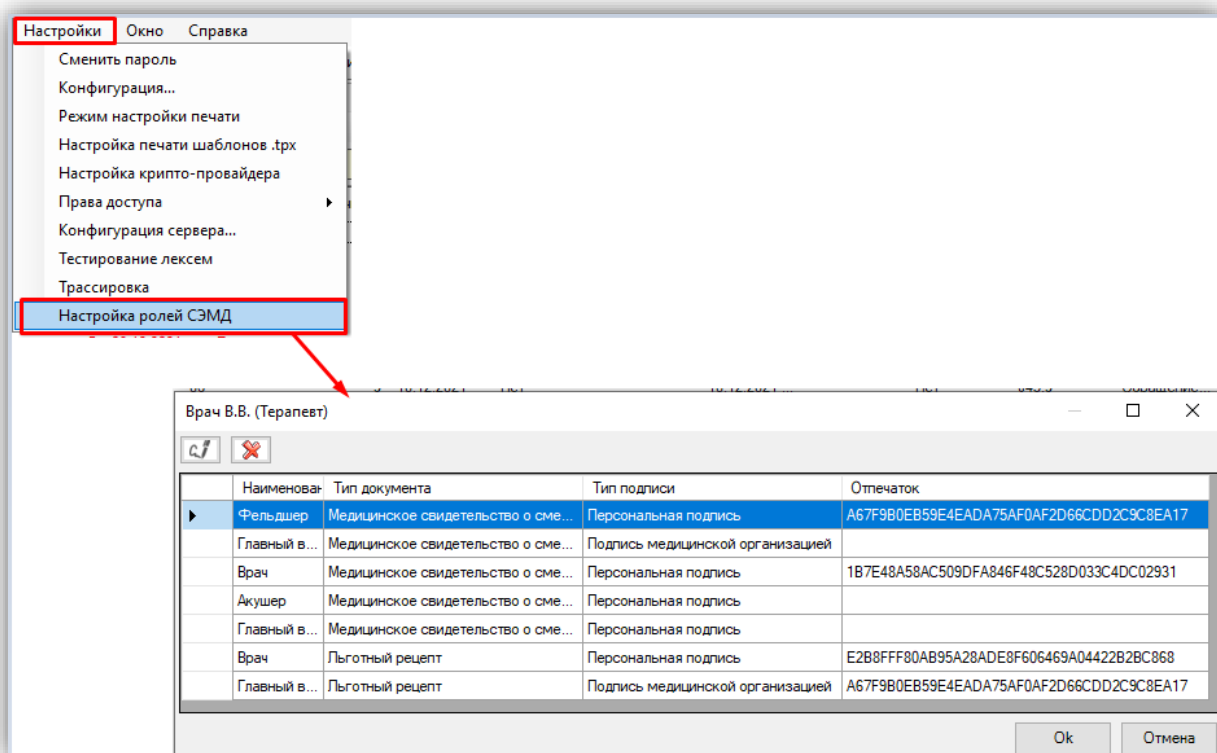 Настройки Окно Справка
Сменить пароль
Конфигурация...
Режим настройки печати
Настройка печати шаблонов .tpx
Настройка крипто-провайдера
Права доступа
Конфигурация сервера...
Тестирование лексем
Трассировка
Настройка ролей СЭМД
Врач В.В. (Терапевт)
Наименован Тип документа Тип подписи Отпечаток
Фельдшер Медицинское свидетельство о сме... Персональная подпись A67F9B0EB59E4EADA75AF0AF2D66CDD2C9C8EA17
Главный в... Медицинское свидетельство о сме... Подпись медицинской организацией
Врач Медицинское свидетельство о сме... Персональная подпись 1B7E48A58AC509DFA846F48C528D033C4DC02931
Акушер Медицинское свидетельство о сме... Персональная подпись
Главный в... Медицинское свидетельство о сме... Персональная подпись
Врач Льготный рецепт Персональная подпись E2B8FFF80AB95A28ADE8F606469A04422B2BC868
Главный в... Льготный рецепт Подпись медицинской организацией A67F9B0EB59E4EADA75AF0AF2D66CDD2C9C8EA17
Ok Отмена